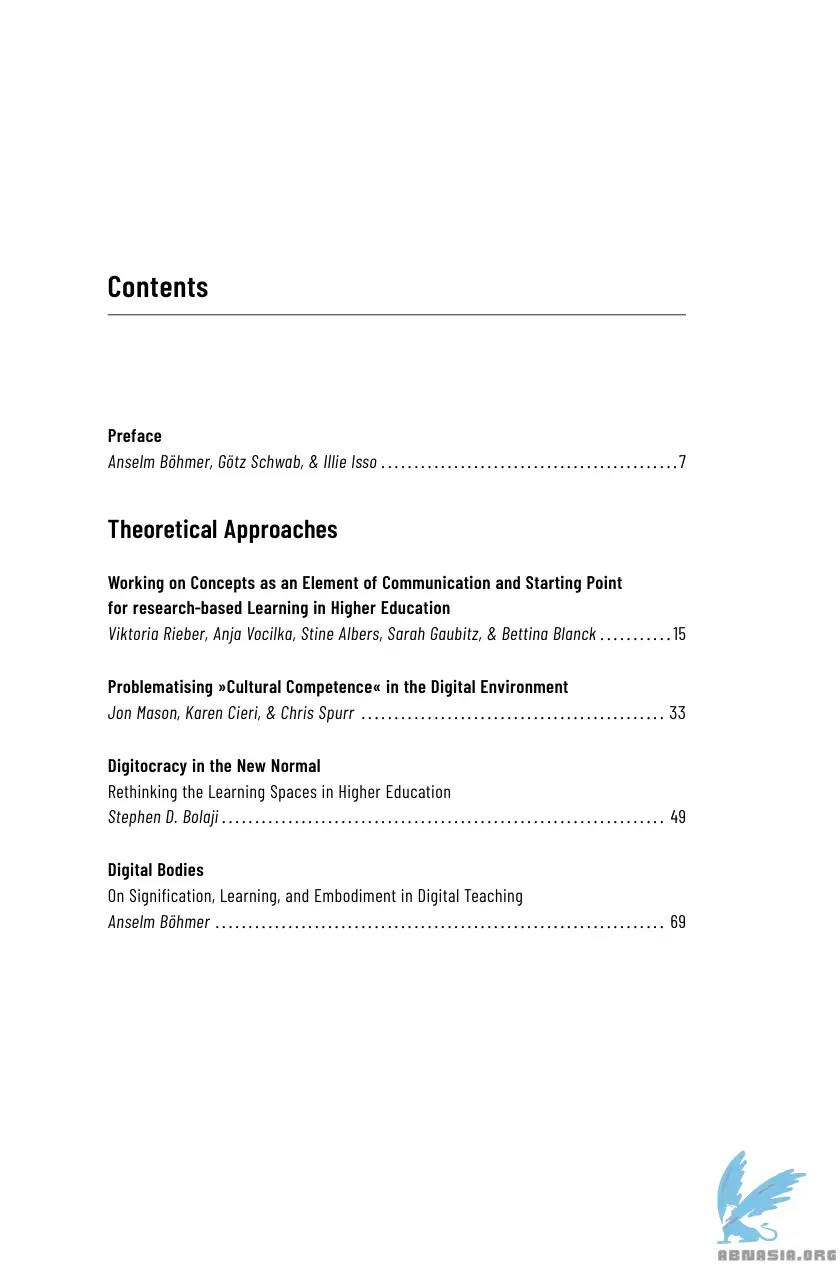 Contents
Preface
Anselm Böhmer, Götz Schwab, & Illie Isso ............................................. 7
Theoretical Approaches
Working on Concepts as an Element of Communication and Starting Point
for research-based Learning in Higher Education
Viktoria Rieber, Anja Vocilka, Stine Albers, Sarah Gaubitz, & Bettina Blanck ........... 15
Problematising »Cultural Competence« in the Digital Environment
Jon Mason, Karen Cieri, & Chris Spurr .............................................. 33
Digitocracy in the New Normal
Rethinking the Learning Spaces in Higher Education
Stephen D. Bolaji ................................................................... 49
Digital Bodies
On Signification, Learning, and Embodiment in Digital Teaching
Anselm Böhmer .................................................................... 69
ABNASIA.ORG